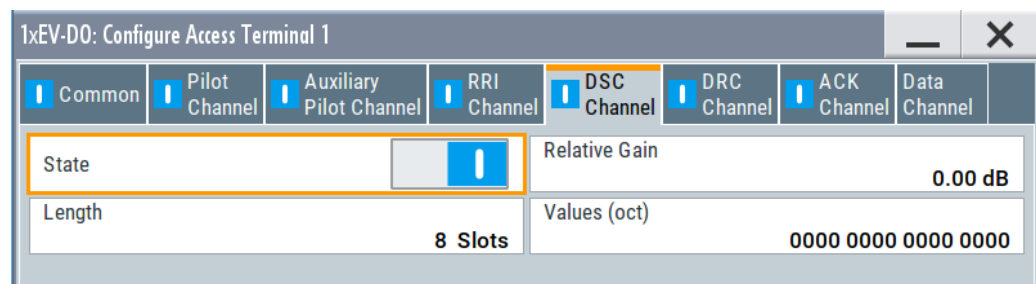 1xEV-DO: Configure Access Terminal 1
Common
Pilot
Channel
Auxiliary
Pilot Channel
RRI
Channel
DSC
Channel
DRC
Channel
ACK
Channel
Data
Channel
State
Relative Gain
0.00 dB
Length
8 Slots
Values (oct)
0000 0000 0000 0000